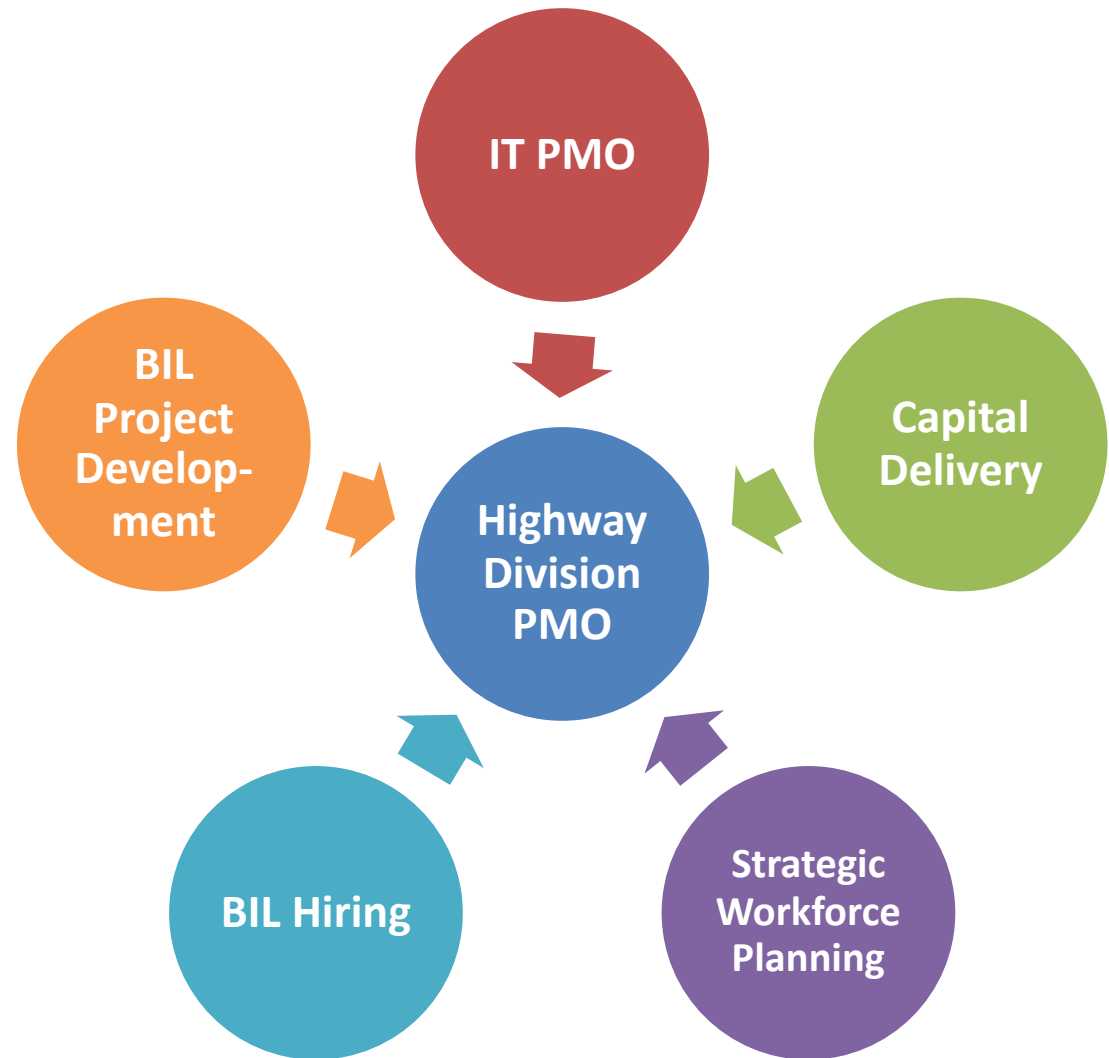 IT PMO
BIL
Project
Develop-
ment
Capital
Delivery
Highway
Division
PMO
BIL Hiring
Strategic
Workforce
Planning